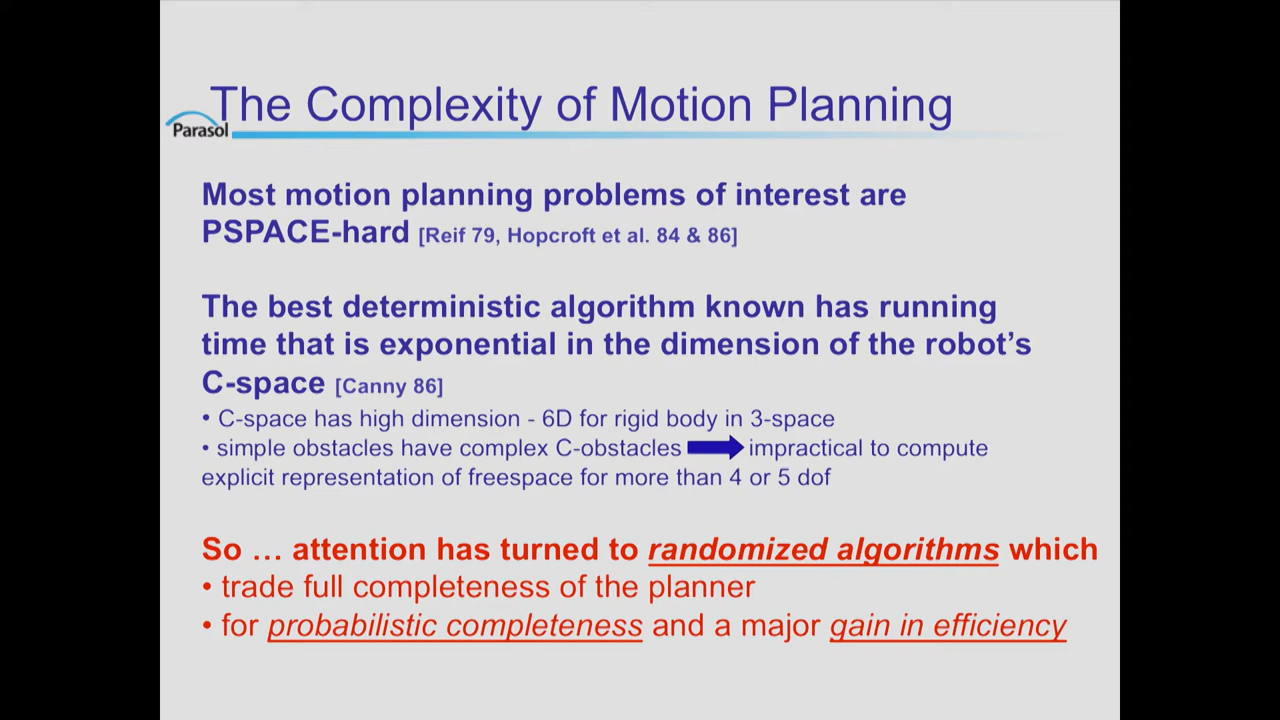 The Complexity of Motion Planning
Parasol
Most motion planning problems of interest are
PSPACE-hard [Reif 79, Hopcroft et al. 84 & 86]
The best deterministic algorithm known has running
time that is exponential in the dimension of the robot’s
C-space [Canny 86]
• C-space has high dimension - 6D for rigid body in 3-space
• simple obstacles have complex C-obstacles impractical to compute
explicit representation of freespace for more than 4 or 5 dof
So … attention has turned to randomized algorithms which
• trade full completeness of the planner
• for probabilistic completeness and a major gain in efficiency